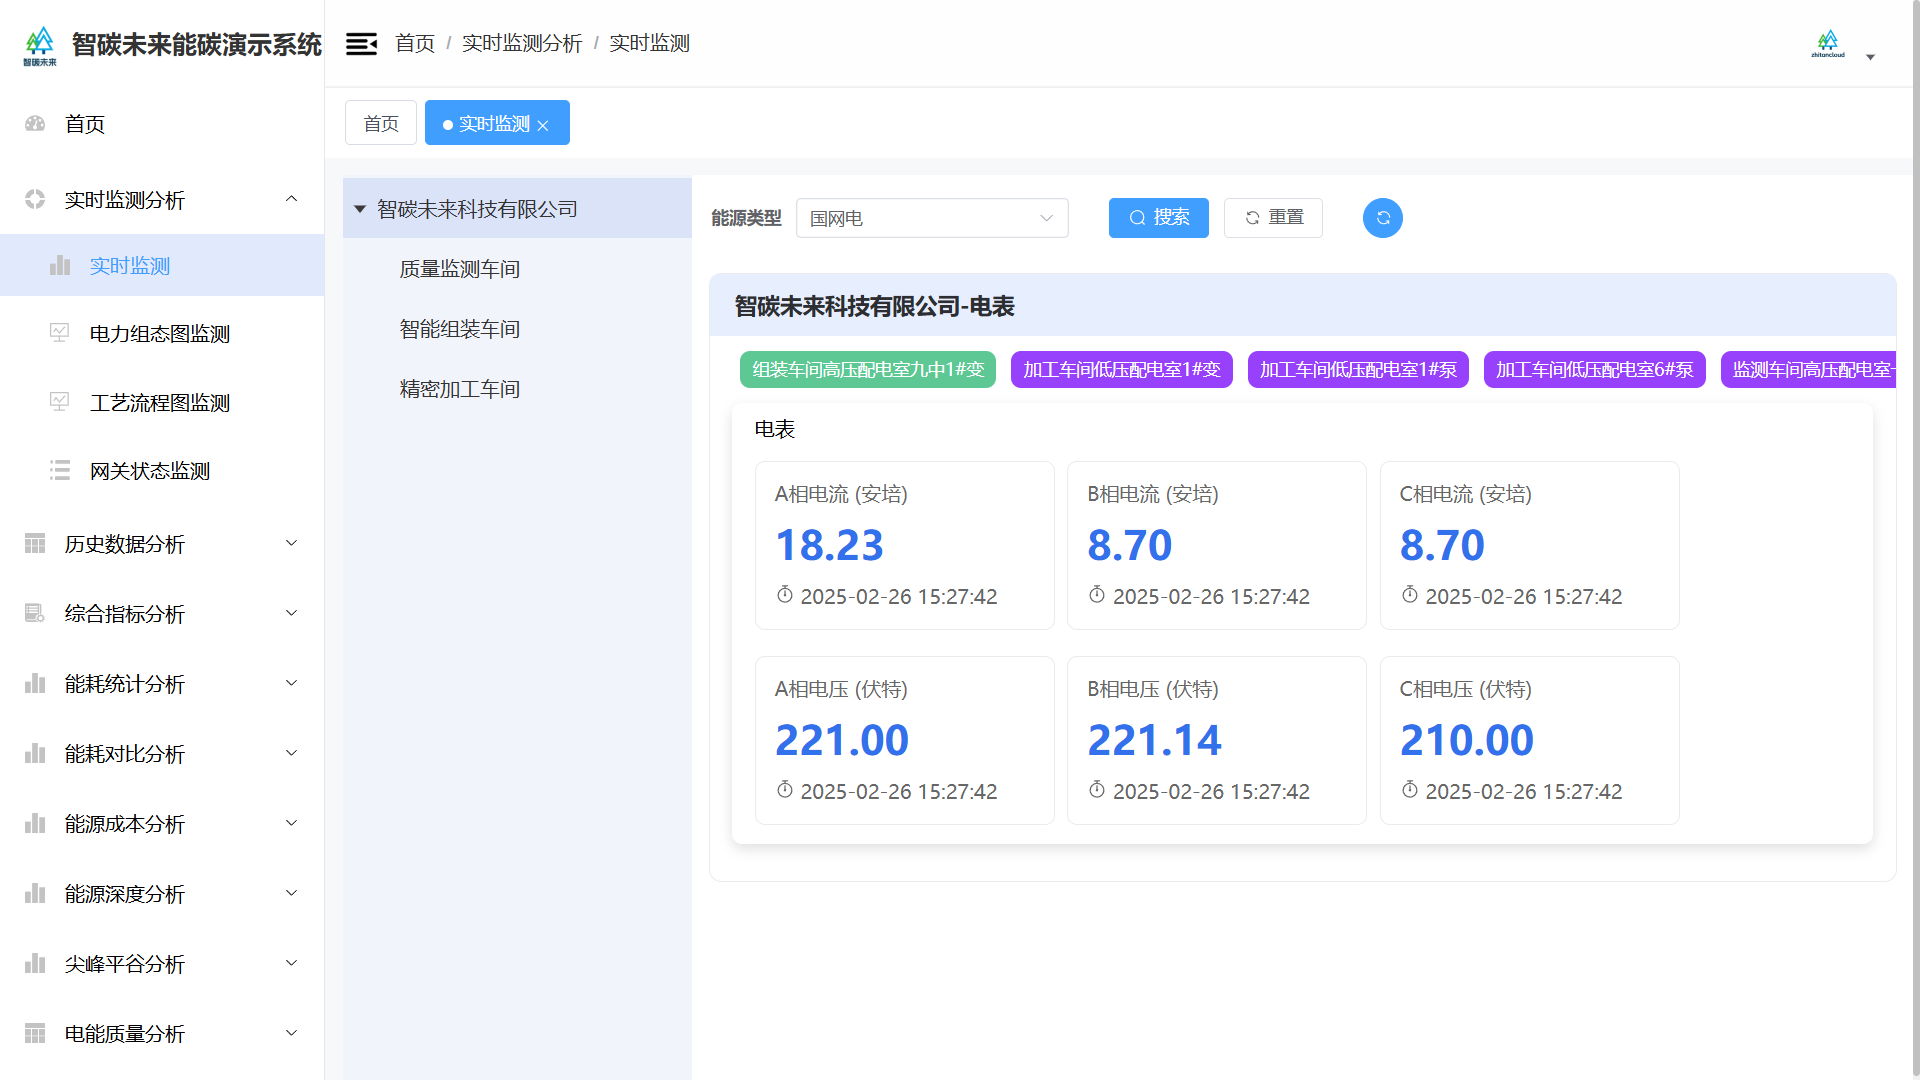 智碳未来
智碳未来能碳演示系统
首页 / 实时监测分析 / 实时监测
zhitancloud
首页
实时监测
首页
实时监测分析
实时监测
电力组态图监测
工艺流程图监测
网关状态监测
历史数据分析
综合指标分析
能耗统计分析
能耗对比分析
能源成本分析
能源深度分析
尖峰平谷分析
电能质量分析
智碳未来科技有限公司
质量监测车间
智能组装车间
精密加工车间
能源类型 国网电 搜索 重置
智碳未来科技有限公司-电表
组装车间高压配电室九中1#变 加工车间低压配电室1#变 加工车间低压配电室1#泵 加工车间低压配电室6#泵 监测车间高压配电室
电表
A相电流 (安培)
18.23
2025-02-26 15:27:42
B相电流 (安培)
8.70
2025-02-26 15:27:42
C相电流 (安培)
8.70
2025-02-26 15:27:42
A相电压 (伏特)
221.00
2025-02-26 15:27:42
B相电压 (伏特)
221.14
2025-02-26 15:27:42
C相电压 (伏特)
210.00
2025-02-26 15:27:42